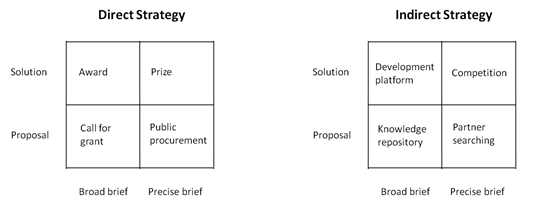 Direct Strategy
Indirect Strategy
Solution
Award
Prize
Proposal
Call for
grant
Public
procurement
Broad brief
Precise brief
Solution
Development
platform
Competition
Proposal
Knowledge
repository
Partner
searching
Broad brief
Precise brief